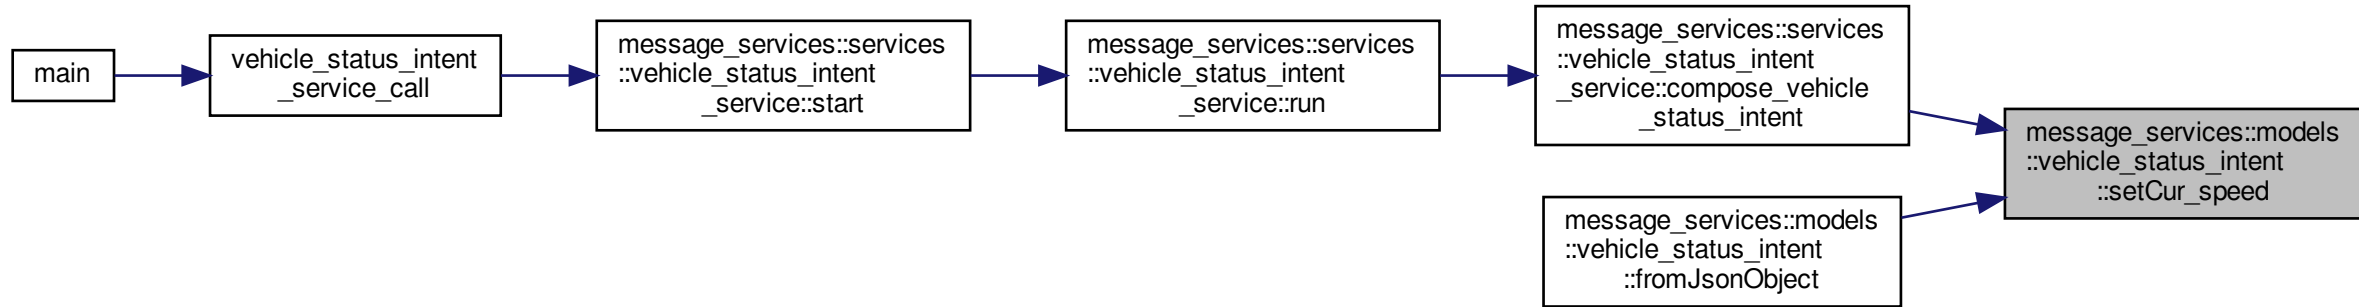 main
vehicle_status_intent
_service_call
message_services::services
::vehicle_status_intent
_service::start
message_services::services
::vehicle_status_intent
_service::run
message_services::services
::vehicle_status_intent
_service::compose_vehicle
_status_intent
message_services::models
::vehicle_status_intent
::setCur_speed
message_services::models
::vehicle_status_intent
::fromJsonObject